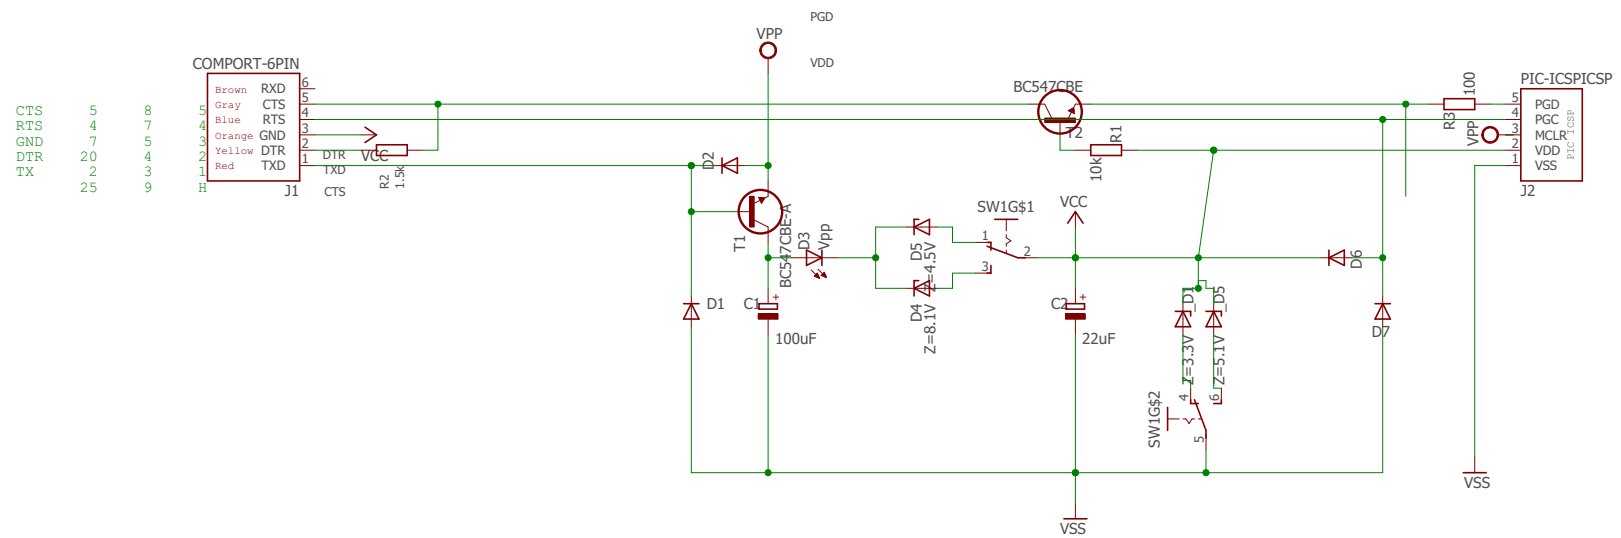 PGD
VPP
VDD
COMPORT-6PIN
Brown RXD 6
Gray CTS 5
Blue RTS 4
Orange GND 3
Yellow DTR 2
Red TXD 1
J1
CTS 5 8 5
RTS 4 7 4
GND 7 5 3
DTR 20 4 2
TX 2 3 1
25 9 H
DTR
TXD
CTS
VCC
R2
1.5k
D2
T1
BC547CBE-A
D3
Vpp
D1
C1
+
100uF
D5
Z=4.5V
D4
Z=8.1V
SW1G$1
1
2
3
VCC
C2
+
22uF
VSS
BC547CBE
T2
R1
10k
_D1
Z=3.3V
_D5
Z=5.1V
SW1G$2
4
6
5
D6
D7
R3
100
VPP
PIC-ICSPICSP
5 PGD
4 PGC
3 MCLR
2 VDD
1 VSS
PIC ICSP
J2
VSS